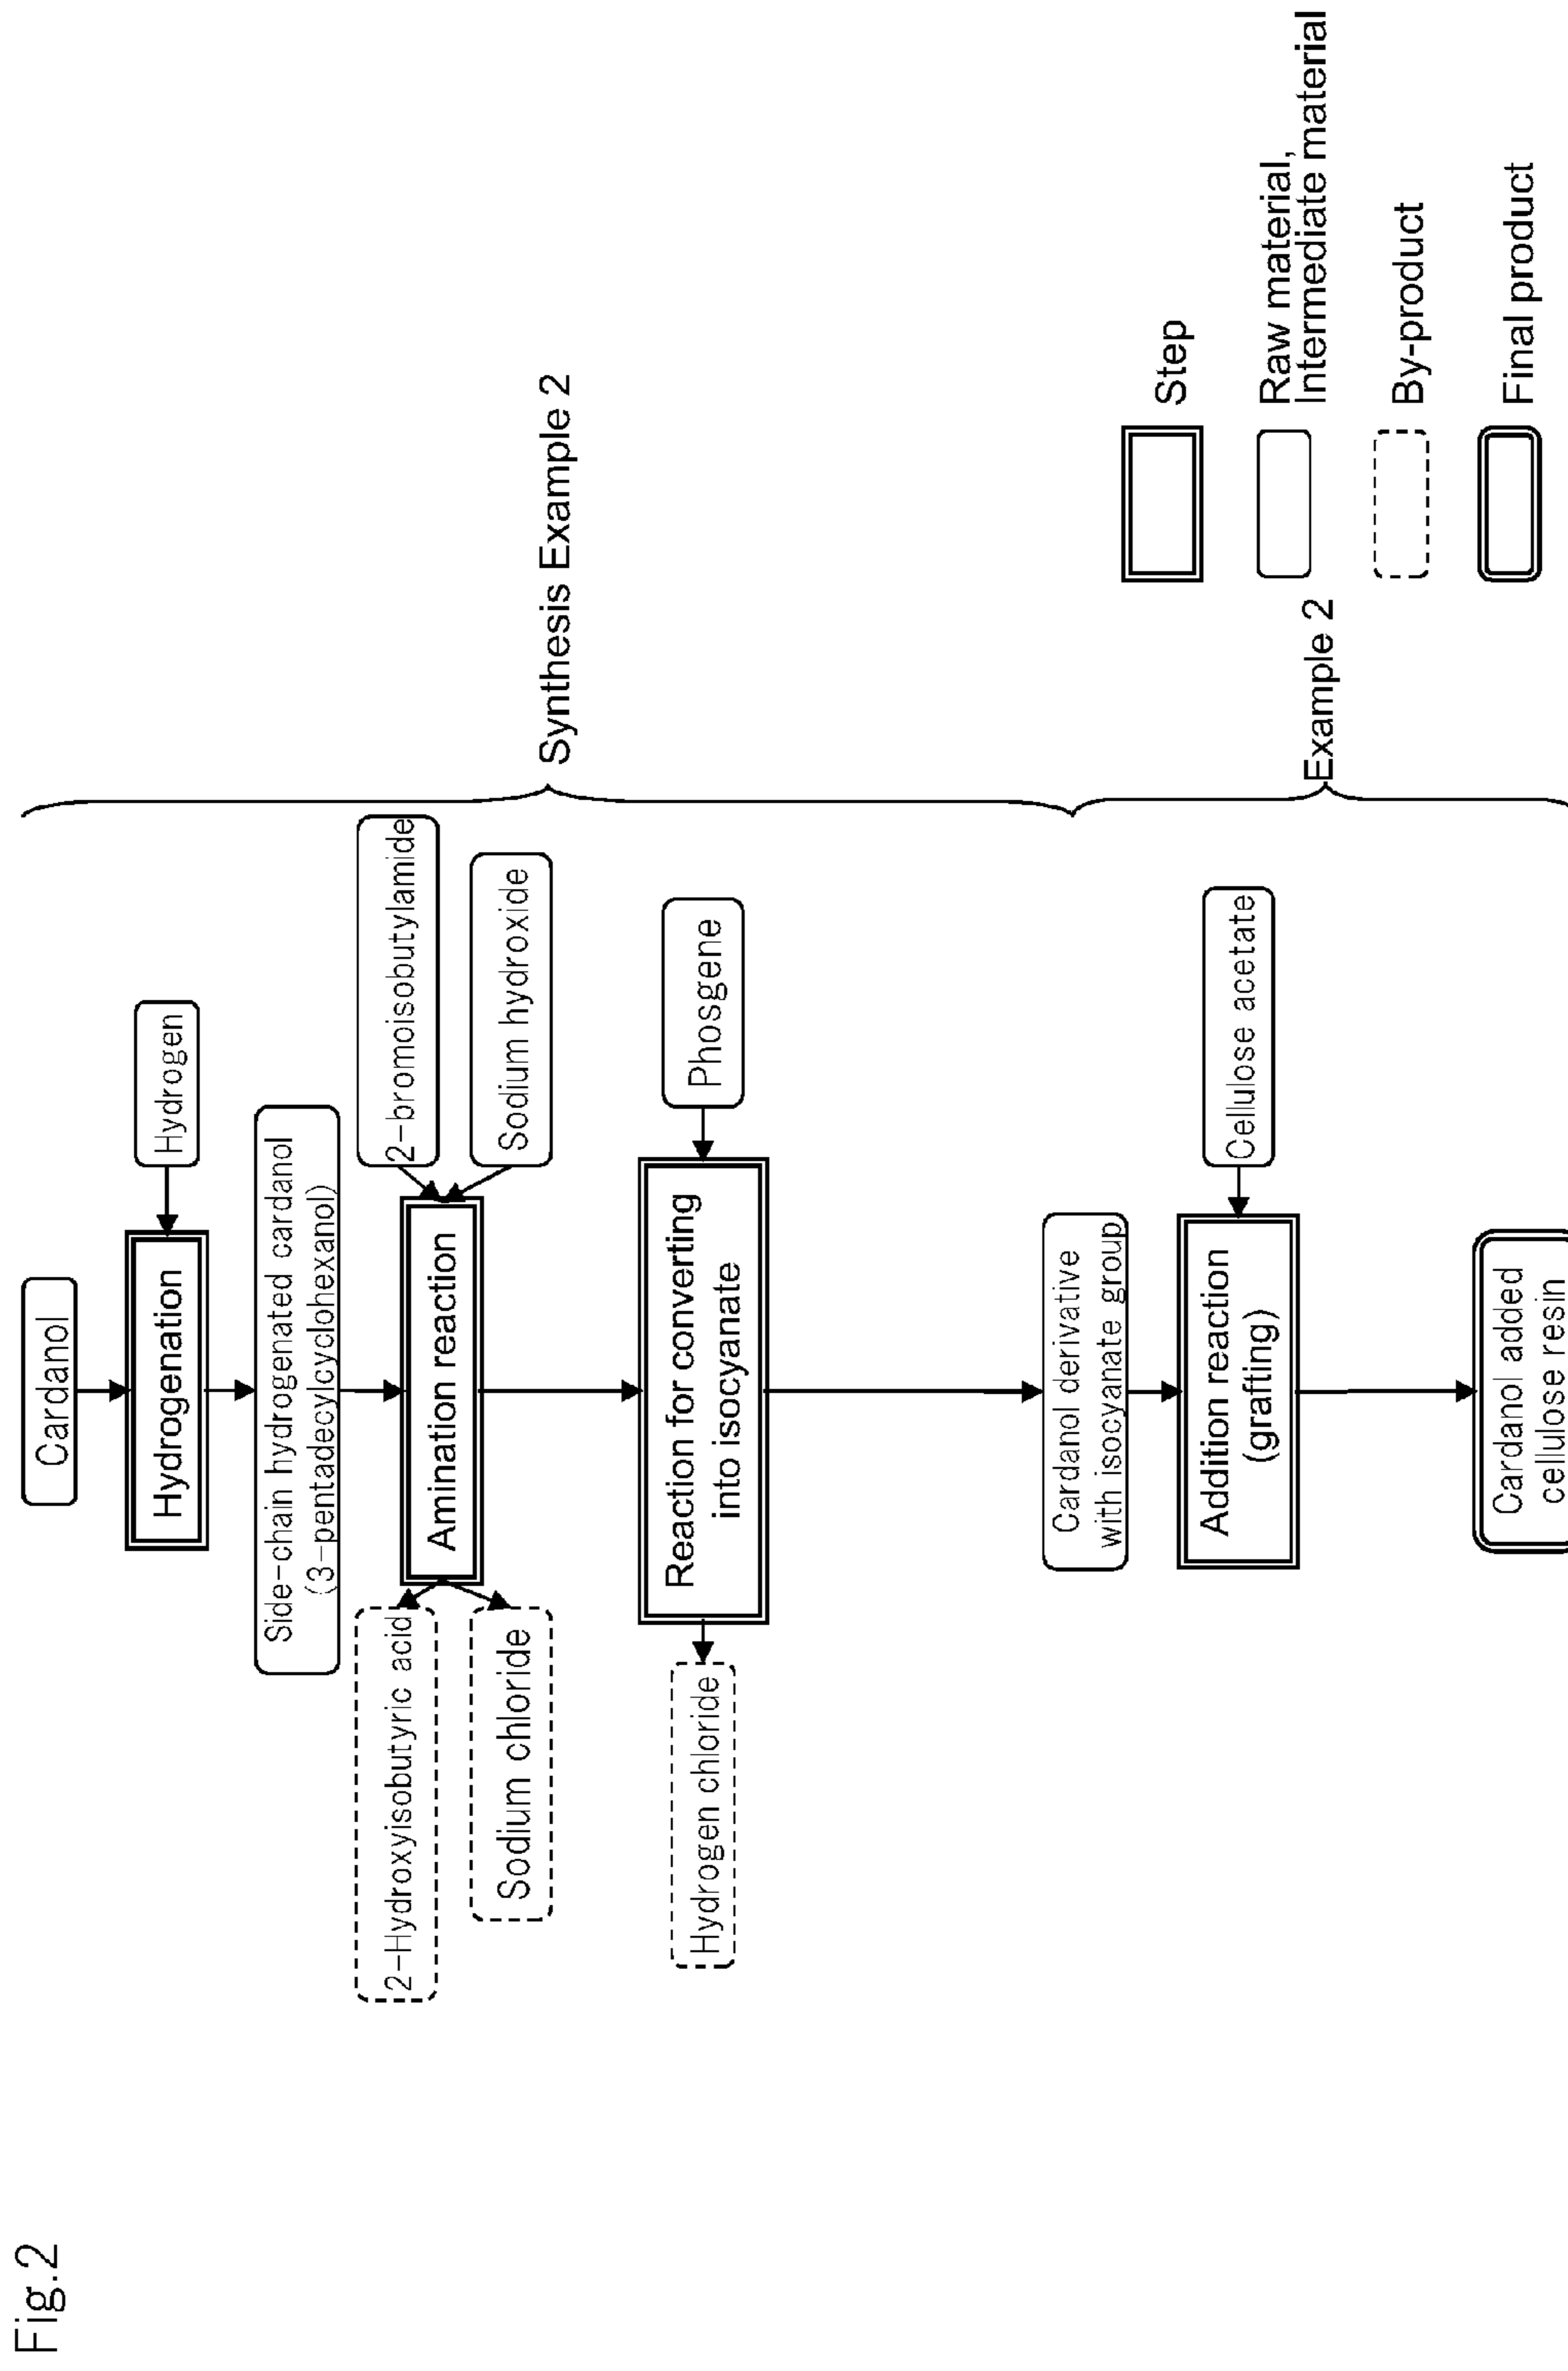 Fig.2
Cardanol
Hydrogen
Hydrogenation
Side-chain hydrogenated cardanol
(3-pentadecylcyclohexanol)
2-bromoisobutylamide
Sodium hydroxide
Amination reaction
2-Hydroxyisobutyric acid
Sodium chloride
Phosgene
Reaction for converting
into isocyanate
Hydrogen chloride
Synthesis Example 2
Cardanol derivative
with isocyanate group
Cellulose acetate
Addition reaction
(grafting)
Cardanol added
cellulose resin
Example 2
Step
Raw material,
Intermediate material
By-product
Final product